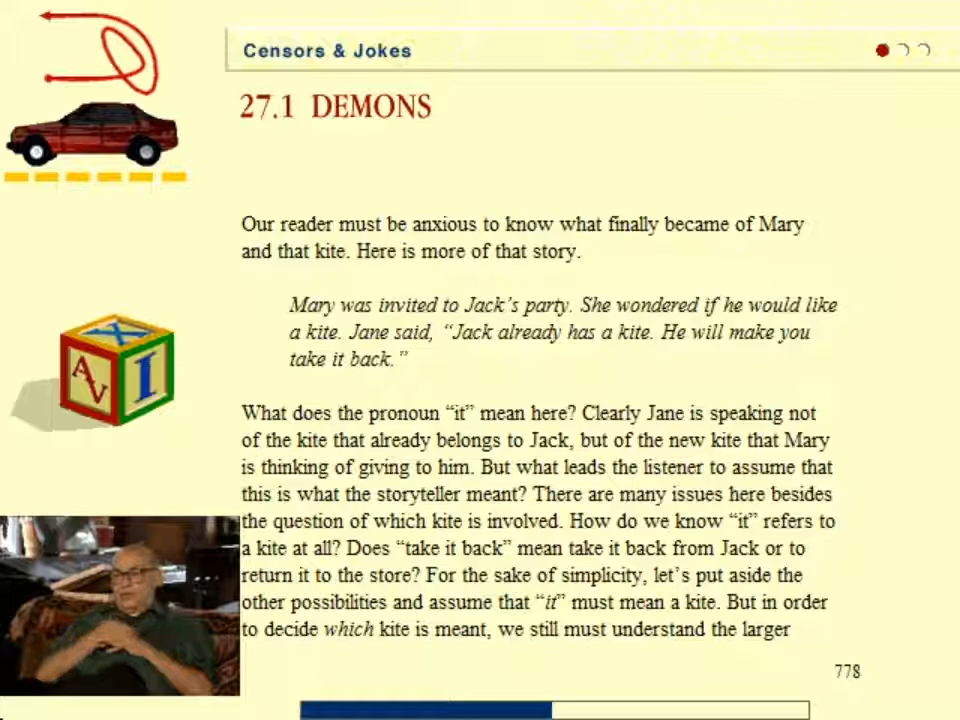 Censors & Jokes
27.1 DEMONS
Our reader must be anxious to know what finally became of Mary
and that kite. Here is more of that story.
Mary was invited to Jack's party. She wondered if he would like
a kite. Jane said, “Jack already has a kite. He will make you
take it back.”
What does the pronoun “it” mean here? Clearly Jane is speaking not
of the kite that already belongs to Jack, but of the new kite that Mary
is thinking of giving to him. But what leads the listener to assume that
this is what the storyteller meant? There are many issues here besides
the question of which kite is involved. How do we know “it” refers to
a kite at all? Does “take it back” mean take it back from Jack or to
return it to the store? For the sake of simplicity, let's put aside the
other possibilities and assume that “it” must mean a kite. But in order
to decide which kite is meant, we still must understand the larger
778
X
A
V
I